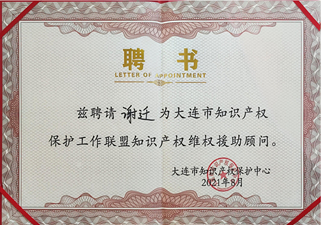 聘书
LETTER OF APPOINTMENT
兹聘请 谢迁 为大连市知识产权
保护工作联盟知识产权维权援助顾问。
大连市知识产权保护中心
2021年8月